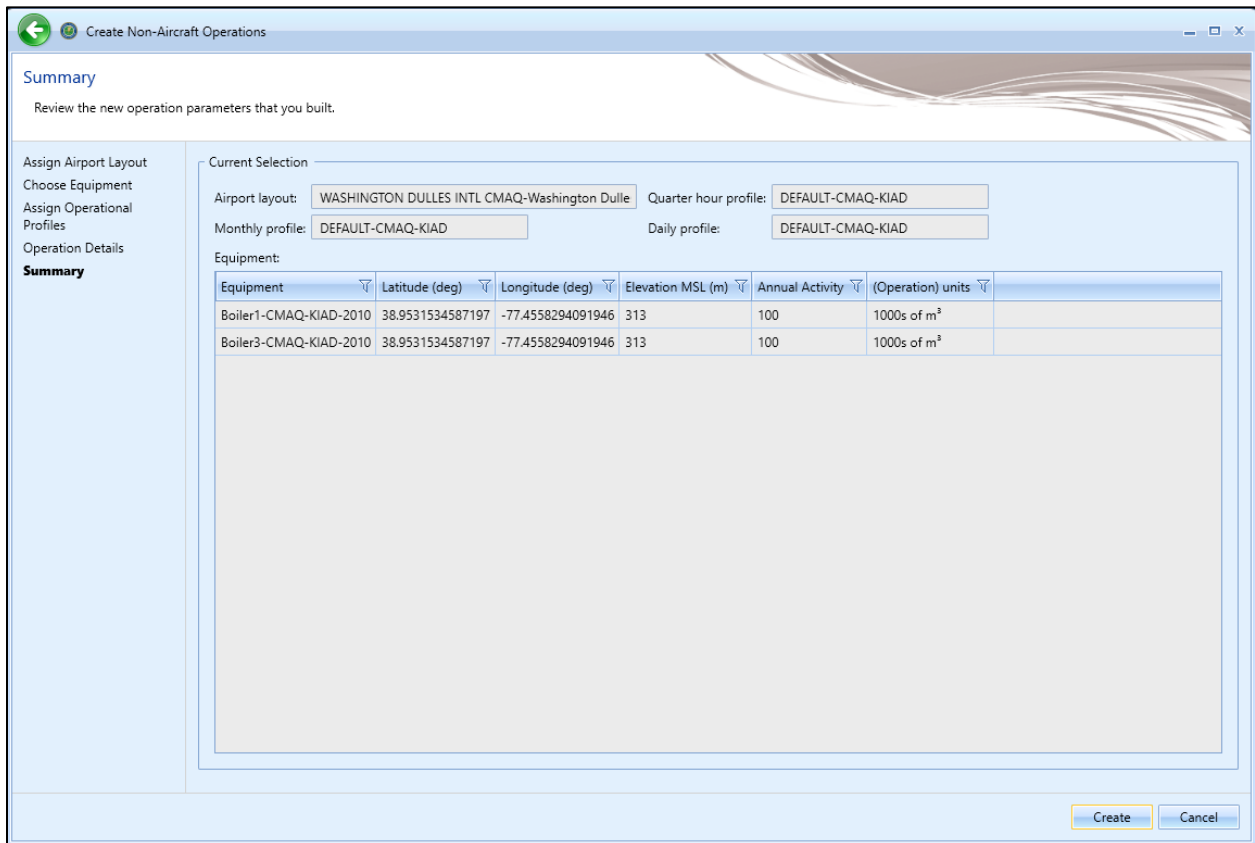 Create Non-Aircraft Operations
Summary
Review the new operation parameters that you built.
Assign Airport Layout
Choose Equipment
Assign Operational
Profiles
Operation Details
Summary
Current Selection
Airport layout: WASHINGTON DULLES INTL CMAQ-Washington Dulle Quarter hour profile: DEFAULT-CMAQ-KIAD
Monthly profile: DEFAULT-CMAQ-KIAD Daily profile: DEFAULT-CMAQ-KIAD
Equipment:
Equipment Latitude (deg) Longitude (deg) Elevation MSL (m) Annual Activity (Operation) units
Boiler1-CMAQ-KIAD-2010 38.9531534587197 -77.4558294091946 313 100 1000s of m³
Boiler3-CMAQ-KIAD-2010 38.9531534587197 -77.4558294091946 313 100 1000s of m³
Create Cancel